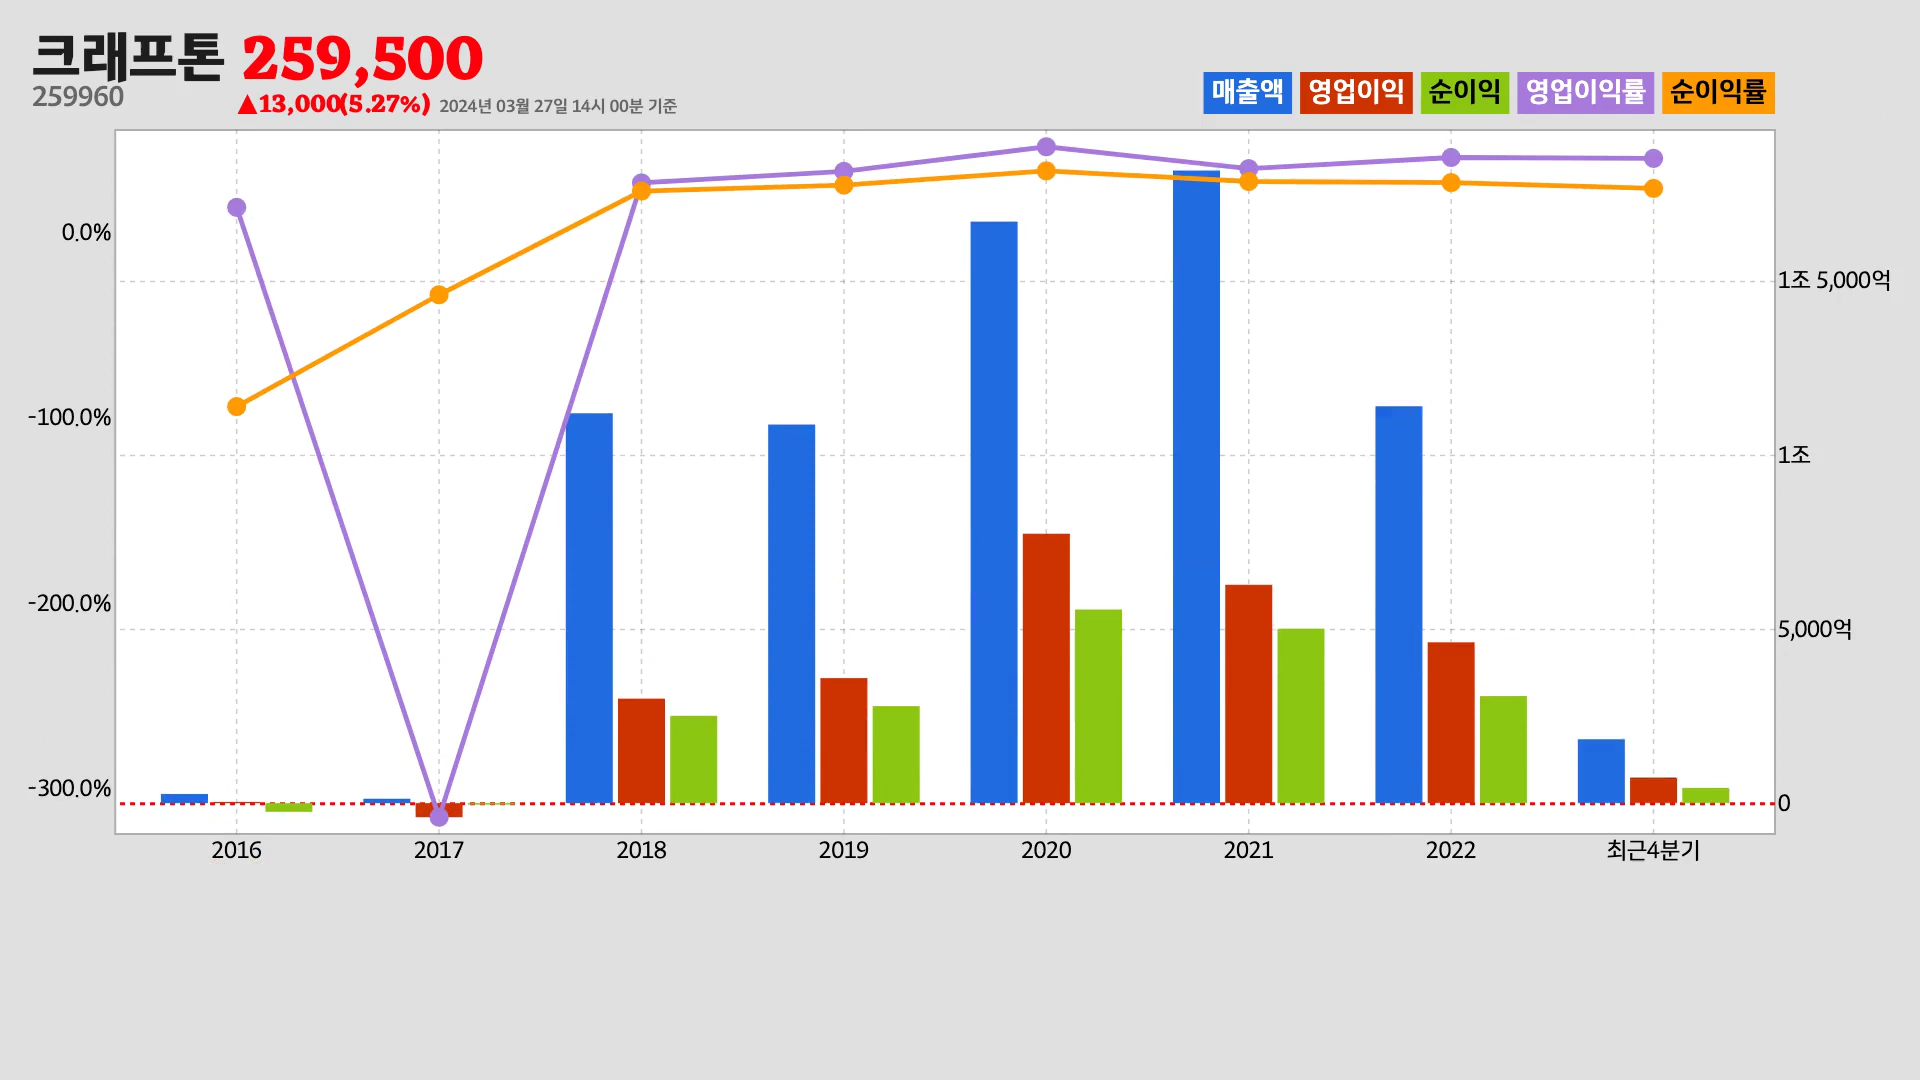 크래프톤 259,500
259960
▲13,000(5.27%) 2024년 03월 27일 14시 00분 기준
매출액 영업이익 순이익 영업이익률 순이익률
0.0%
-100.0%
-200.0%
-300.0%
1조 5,000억
1조
5,000억
0
2016 2017 2018 2019 2020 2021 2022 최근4분기